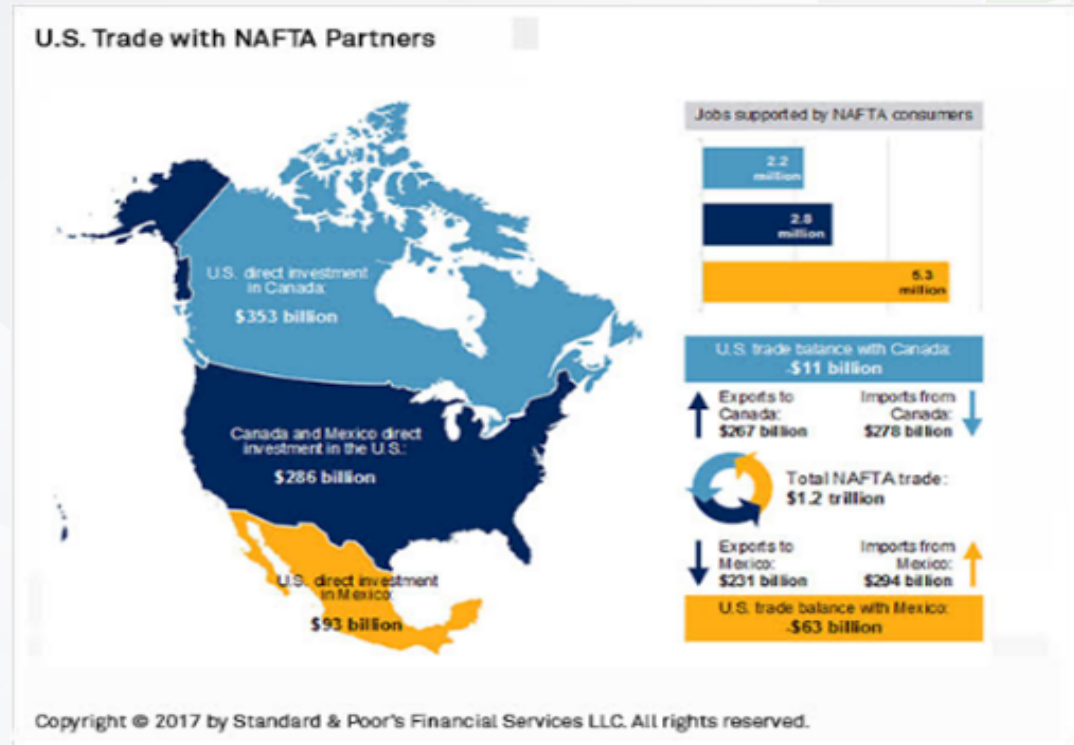 U.S. Trade with NAFTA Partners
U.S. direct investment
in Canada:
$353 billion
Canada and Mexico direct
investment in the U.S.:
$286 billion
U.S. direct investment
in Mexico:
$93 billion
Jobs supported by NAFTA consumers
2.2
million
2.8
million
5.3
million
U.S. trade balance with Canada:
-$11 billion
Exports to
Canada:
$267 billion
Imports from
Canada:
$278 billion
Total NAFTA trade:
$1.2 trillion
Exports to
Mexico:
$231 billion
Imports from
Mexico:
$294 billion
U.S. trade balance with Mexico:
-$63 billion
Copyright © 2017 by Standard & Poor's Financial Services LLC. All rights reserved.